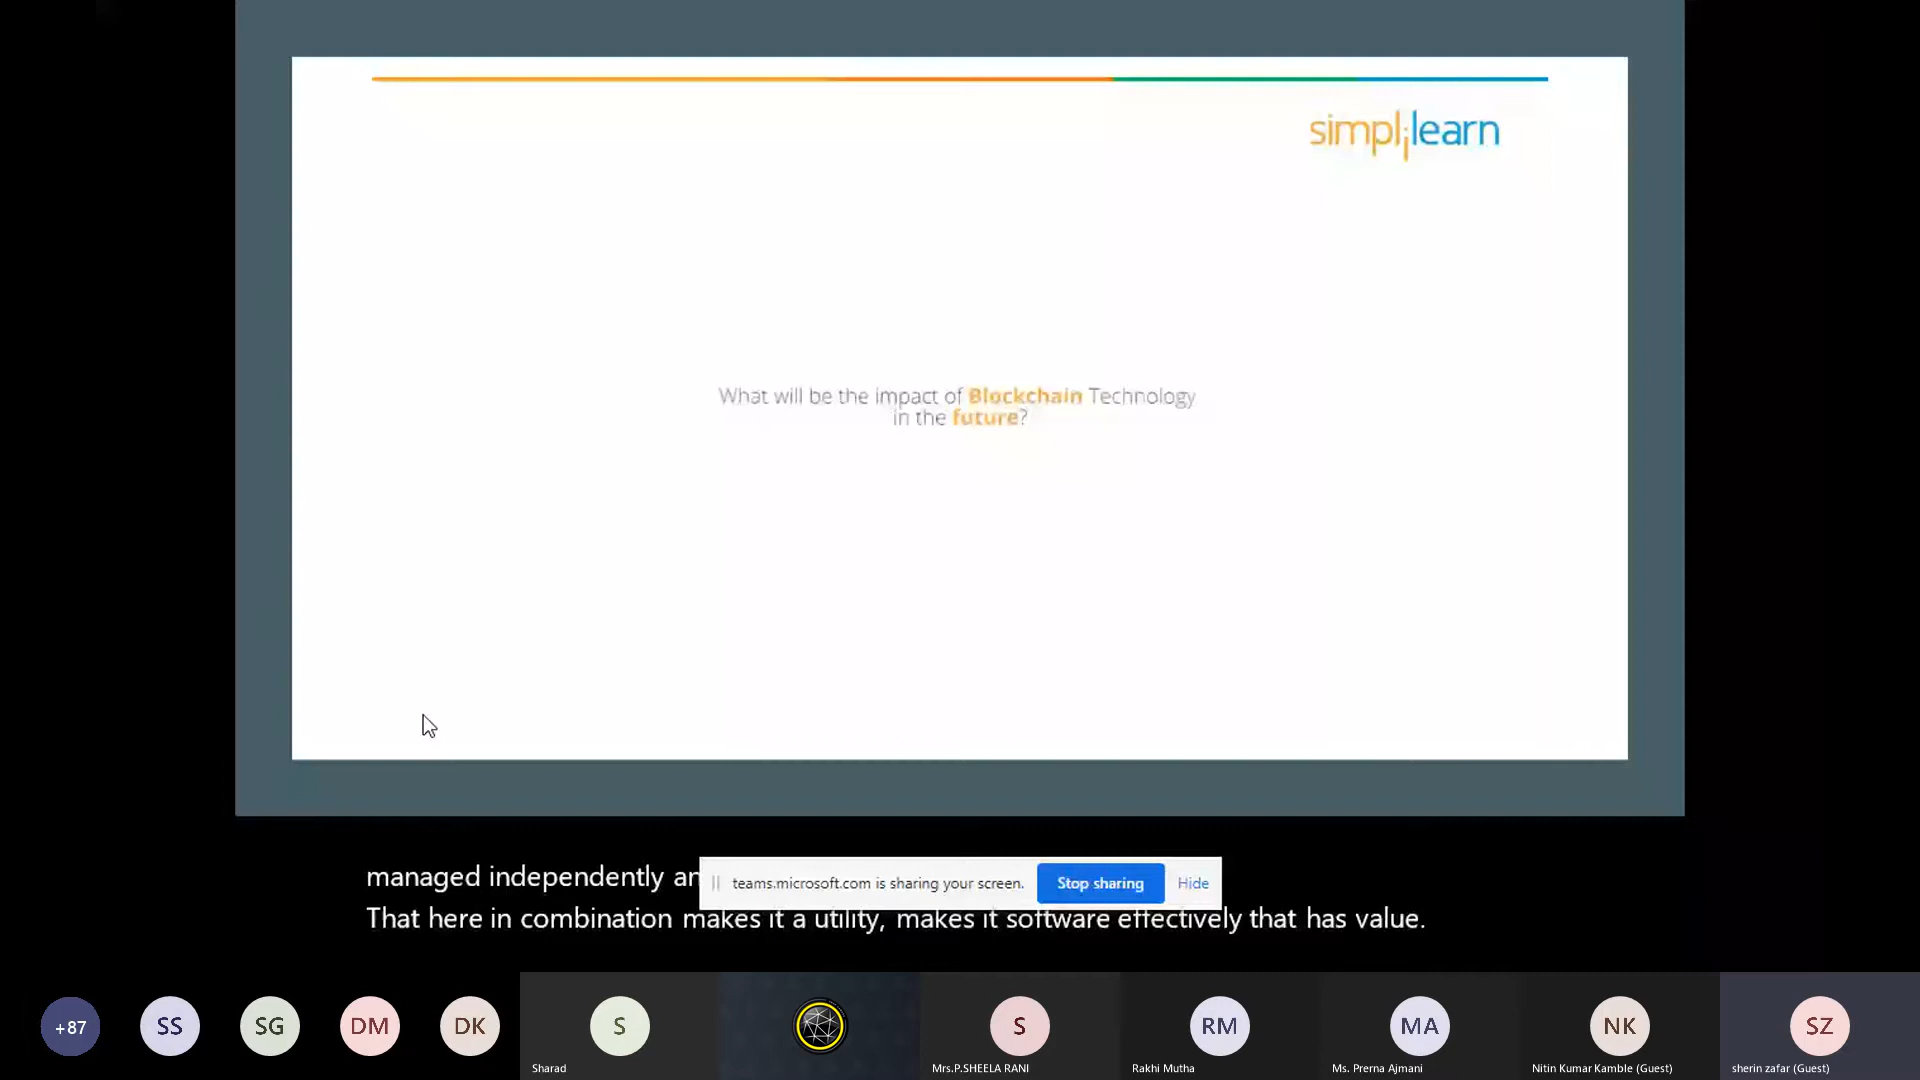 simplilearn
What will be the impact of Blockchain Technology
in the future?
managed independently an
teams.microsoft.com is sharing your screen.
Stop sharing
Hide
That here in combination makes it a utility, makes it software effectively that has value.
+87
SS
SG
DM
DK
S
S
RM
MA
NK
SZ
Sharad
Mrs.P.SHEELA RANI
Rakhi Mutha
Ms. Prerna Ajmani
Nitin Kumar Kamble (Guest)
sherin zafar (Guest)